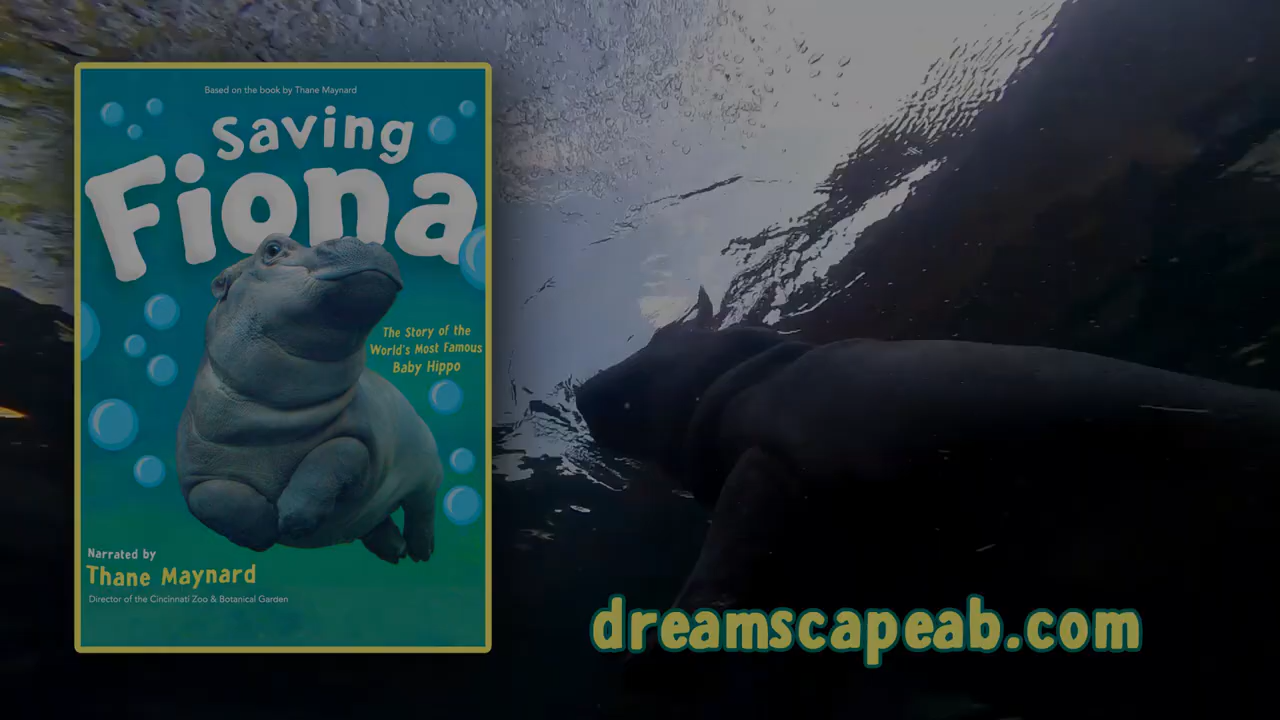 Based on the book by Thane Maynard
Saving
Fiona
The Story of the
World's Most Famous
Baby Hippo
Narrated by
Thane Maynard
Director of the Cincinnati Zoo & Botanical Garden
dreamscapeab.com